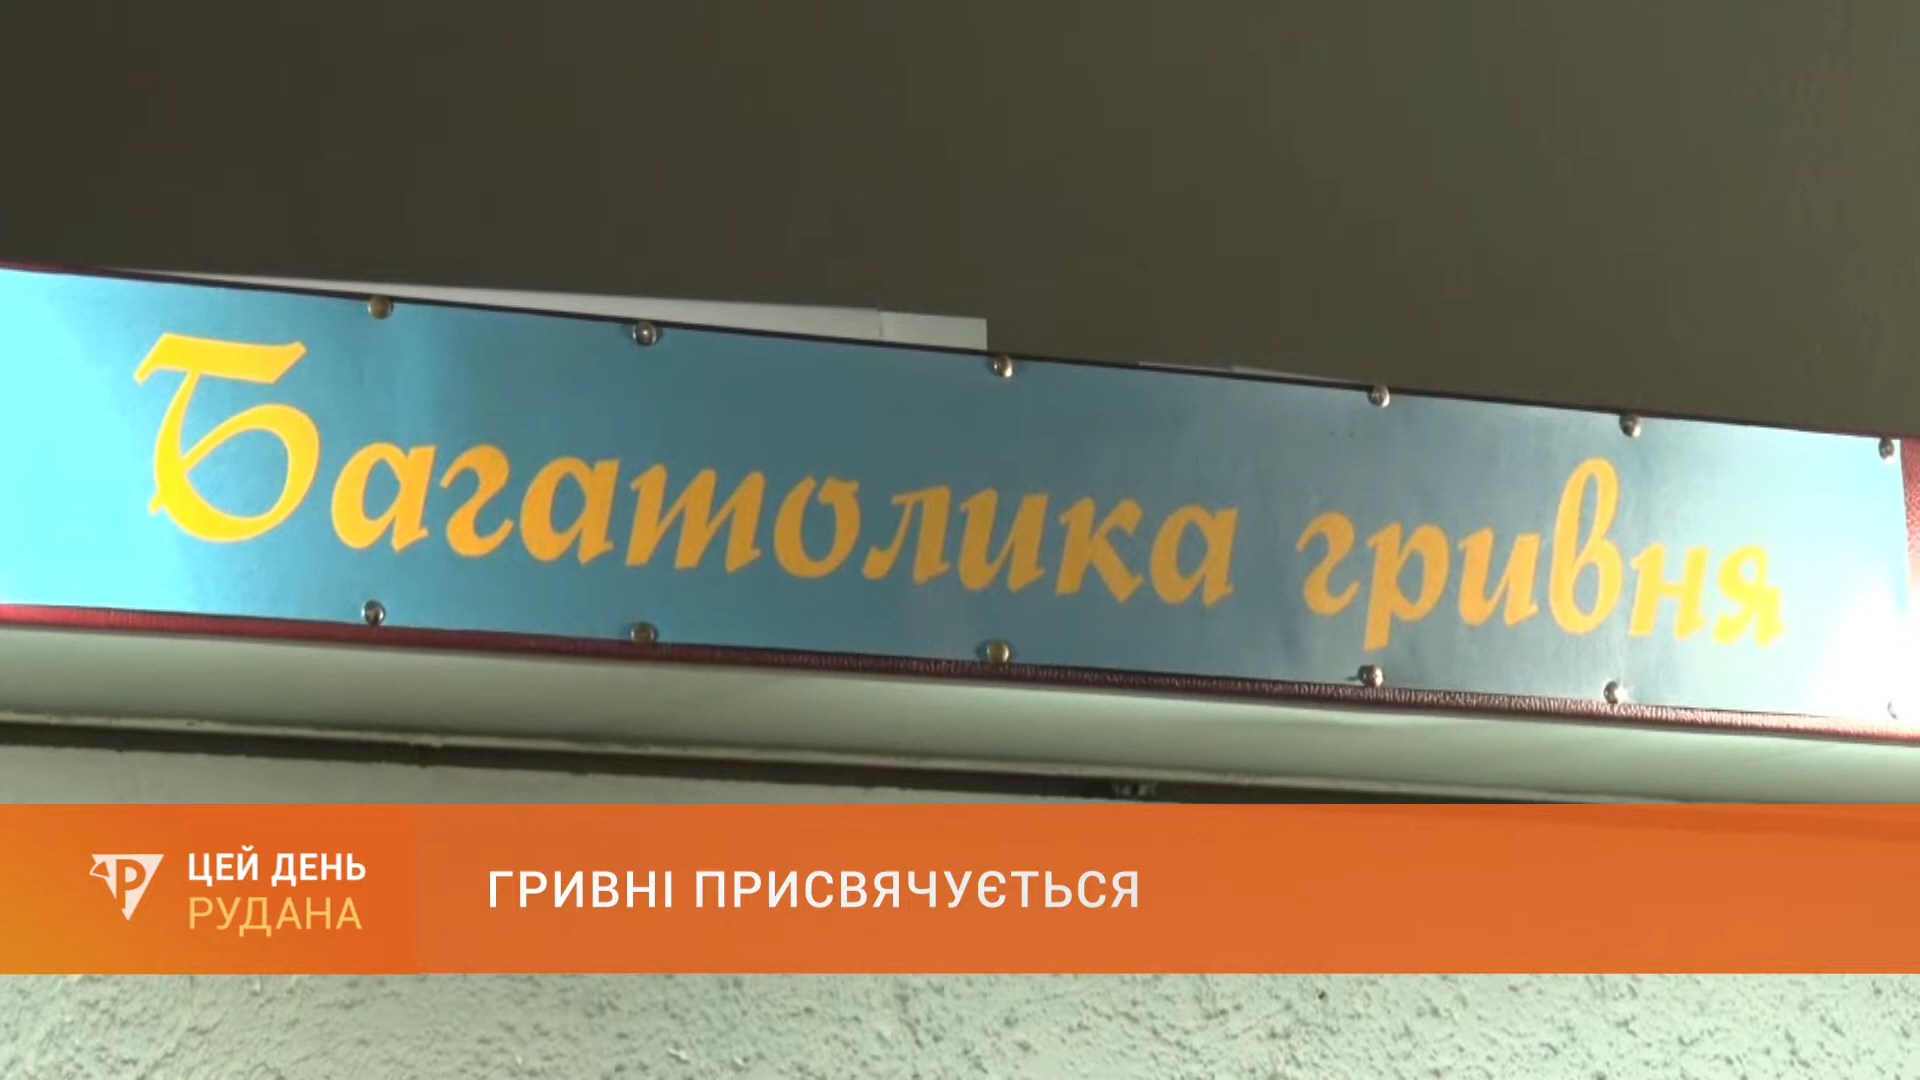 Багатолика гривня
ЦЕЙ ДЕНЬ
РУДАНА
ГРИВНІ ПРИСВЯЧУЄТЬСЯ